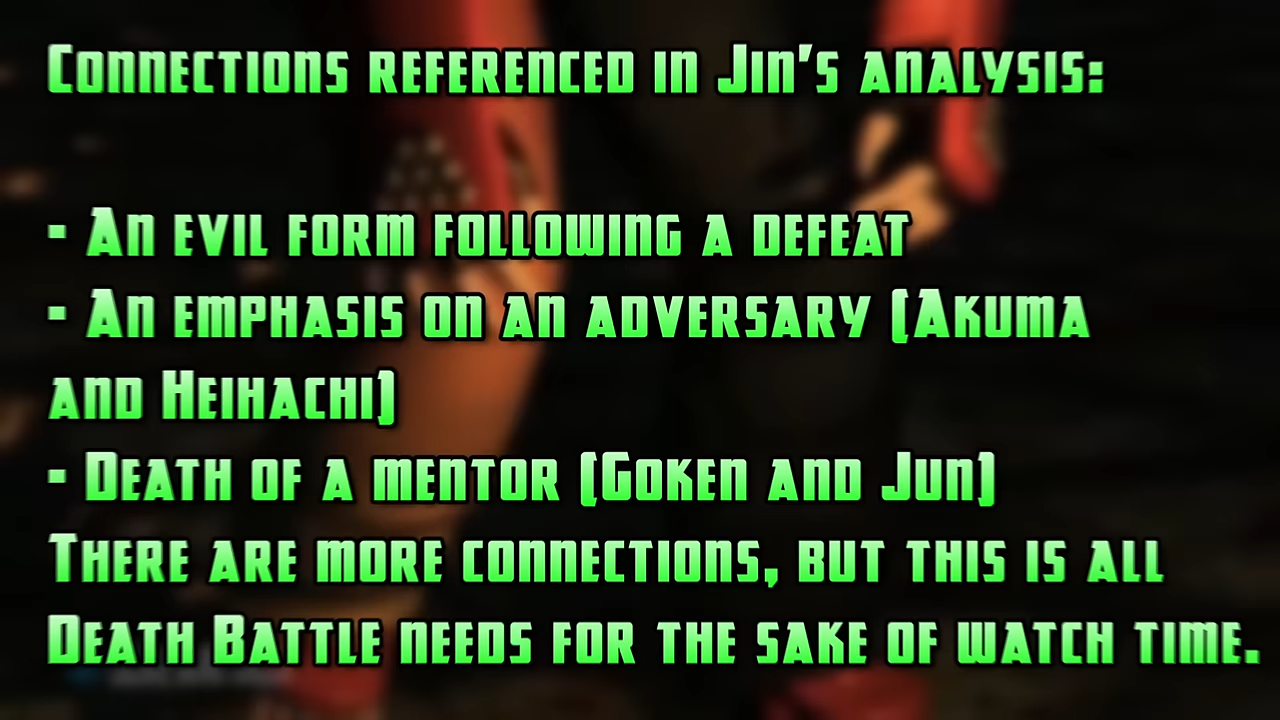 Connections referenced in Jin's analysis:
- An evil form following a defeat
- An emphasis on an adversary (Akuma
and Heihachi)
- Death of a mentor (Goken and Jun)
There are more connections, but this is all
Death Battle needs for the sake of watch time.